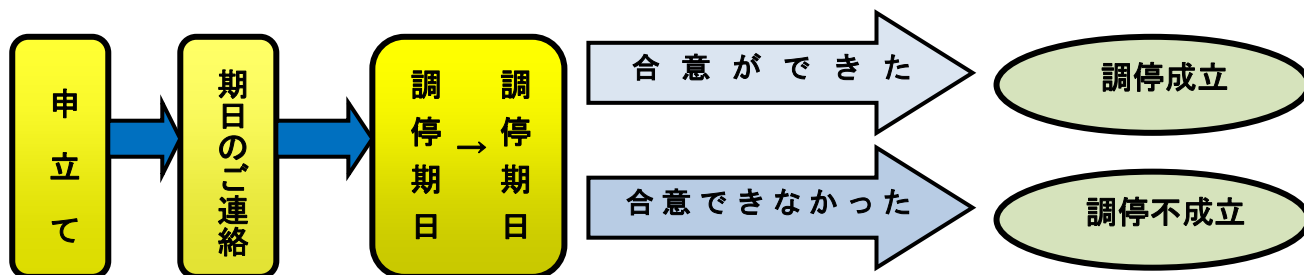 申立て
期日のご連絡
調停期日
→
調停期日
合意ができた
調停成立
合意できなかった
調停不成立